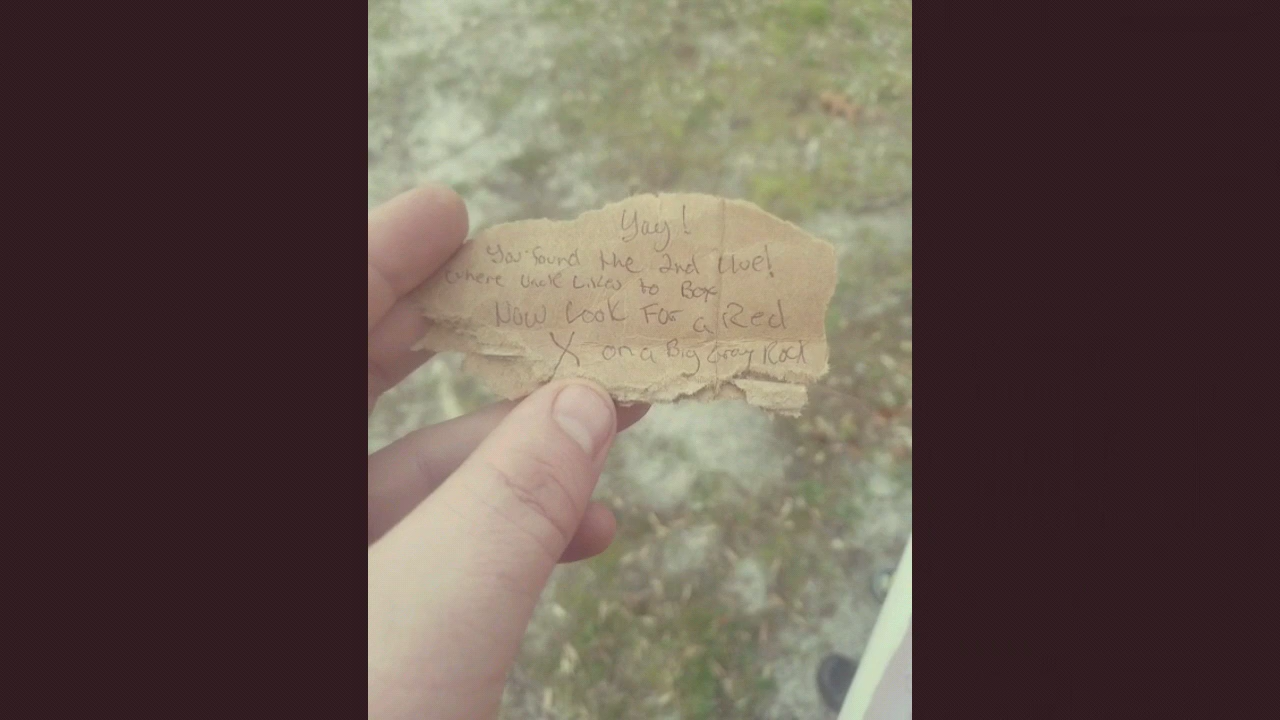 Yay!
You found the 2nd Clue!
where Uncle Likes to Box
Now Look For a Red
X on a Big Gray Rock